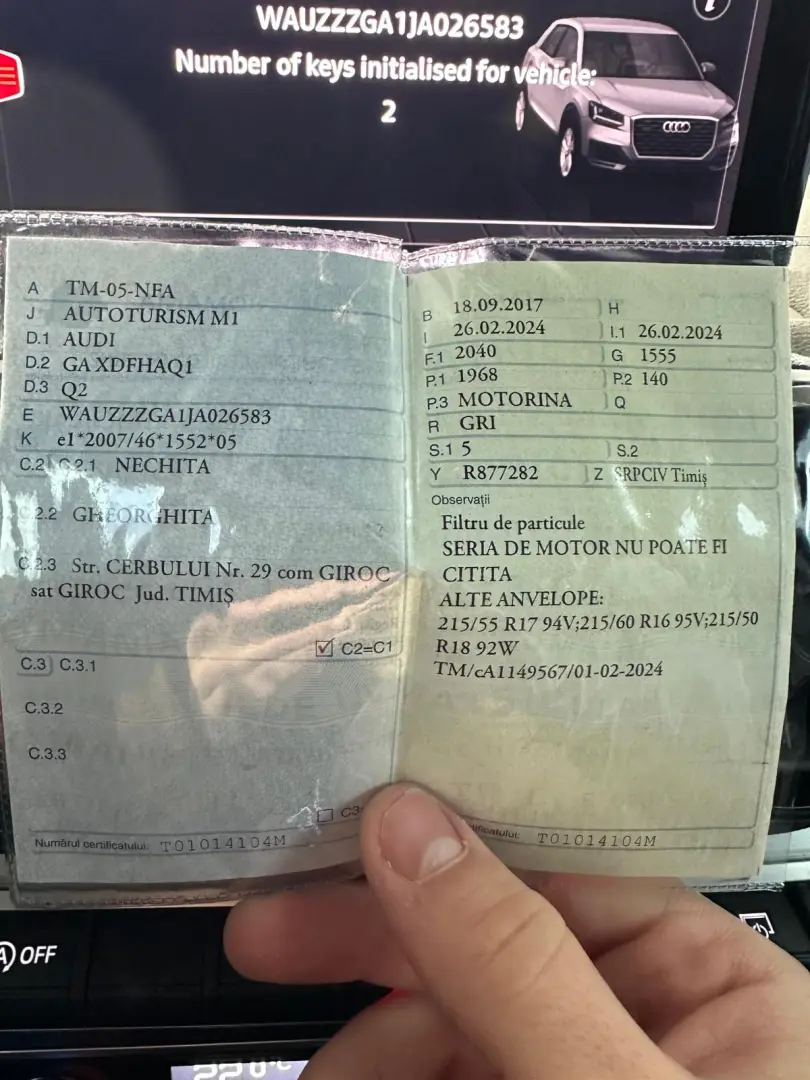 WAUZZZGA1JA026583
Number of keys initialised for vehicle:
2
A TM-05-NFA
J AUTOTURISM M1
D.1 AUDI
D.2 GA XDFHAQ1
D.3 Q2
E WAUZZZGA1JA026583
K e1*2007/46*1552*05
C.2 C.2.1 NECHITA
C.2.2 GHEORGHITA
C.2.3 Str. CERBULUI Nr. 29 com GIROC
sat GIROC Jud. TIMIȘ
C2=C1
C.3 C.3.1
C.3.2
C.3.3
Numărul certificatului: T01014104M
B 18.09.2017 H
I 26.02.2024 I.1 26.02.2024
F.1 2040 G 1555
P.1 1968 P.2 140
P.3 MOTORINA Q
R GRI
S.1 5 S.2
Y R877282 Z SRPCIV Timiș
Observații
Filtru de particule
SERIA DE MOTOR NU POATE FI
CITITA
ALTE ANVELOPE:
215/55 R17 94V;215/60 R16 95V;215/50
R18 92W
TM/cA1149567/01-02-2024
T01014104M
OFF